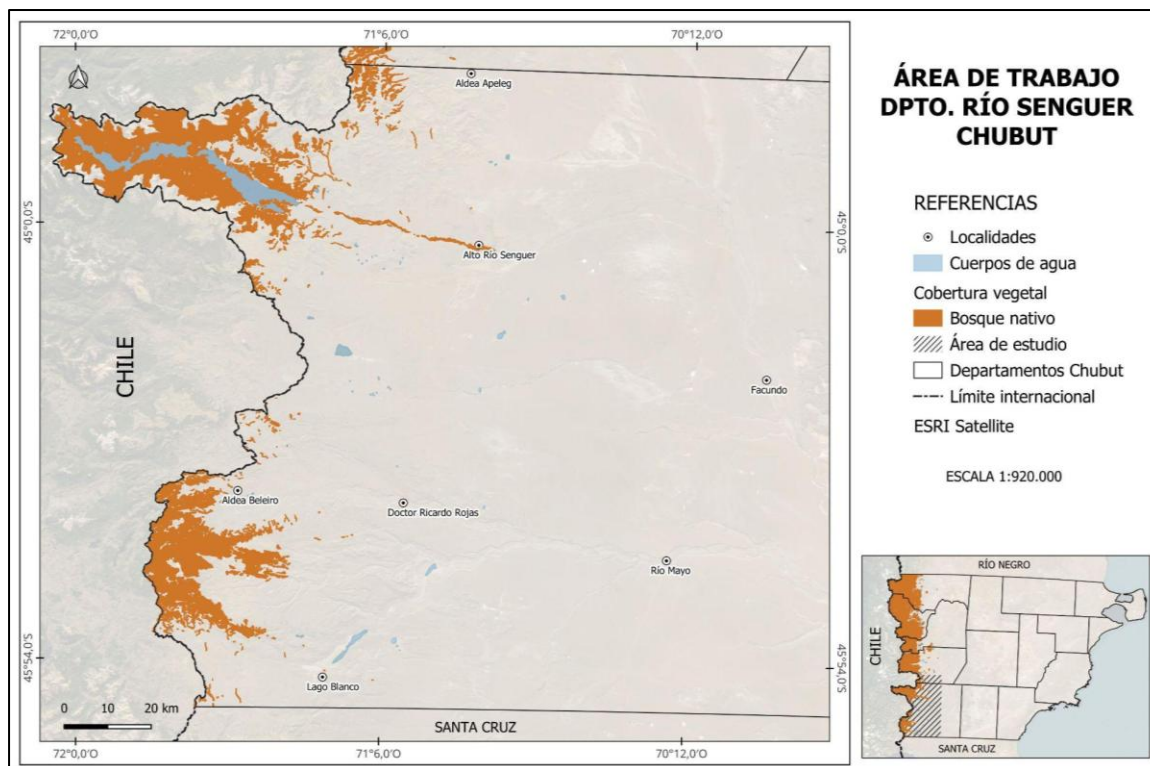 72°0,0'O
71°6,0'O
70°12,0'O
Aldea Apeleg
45°0,0'S
45°0,0'S
Alto Río Senguer
CHILE
Facundo
Aldea Beleiro
Doctor Ricardo Rojas
Río Mayo
45°54,0'S
45°54,0'S
Lago Blanco
0 10 20 km
SANTA CRUZ
72°0,0'O
71°6,0'O
70°12,0'O
ÁREA DE TRABAJO
DPTO. RÍO SENGUER
CHUBUT
REFERENCIAS
Localidades
Cuerpos de agua
Cobertura vegetal
Bosque nativo
Área de estudio
Departamentos Chubut
Límite internacional
ESRI Satellite
ESCALA 1:920.000
RÍO NEGRO
CHILE
SANTA CRUZ